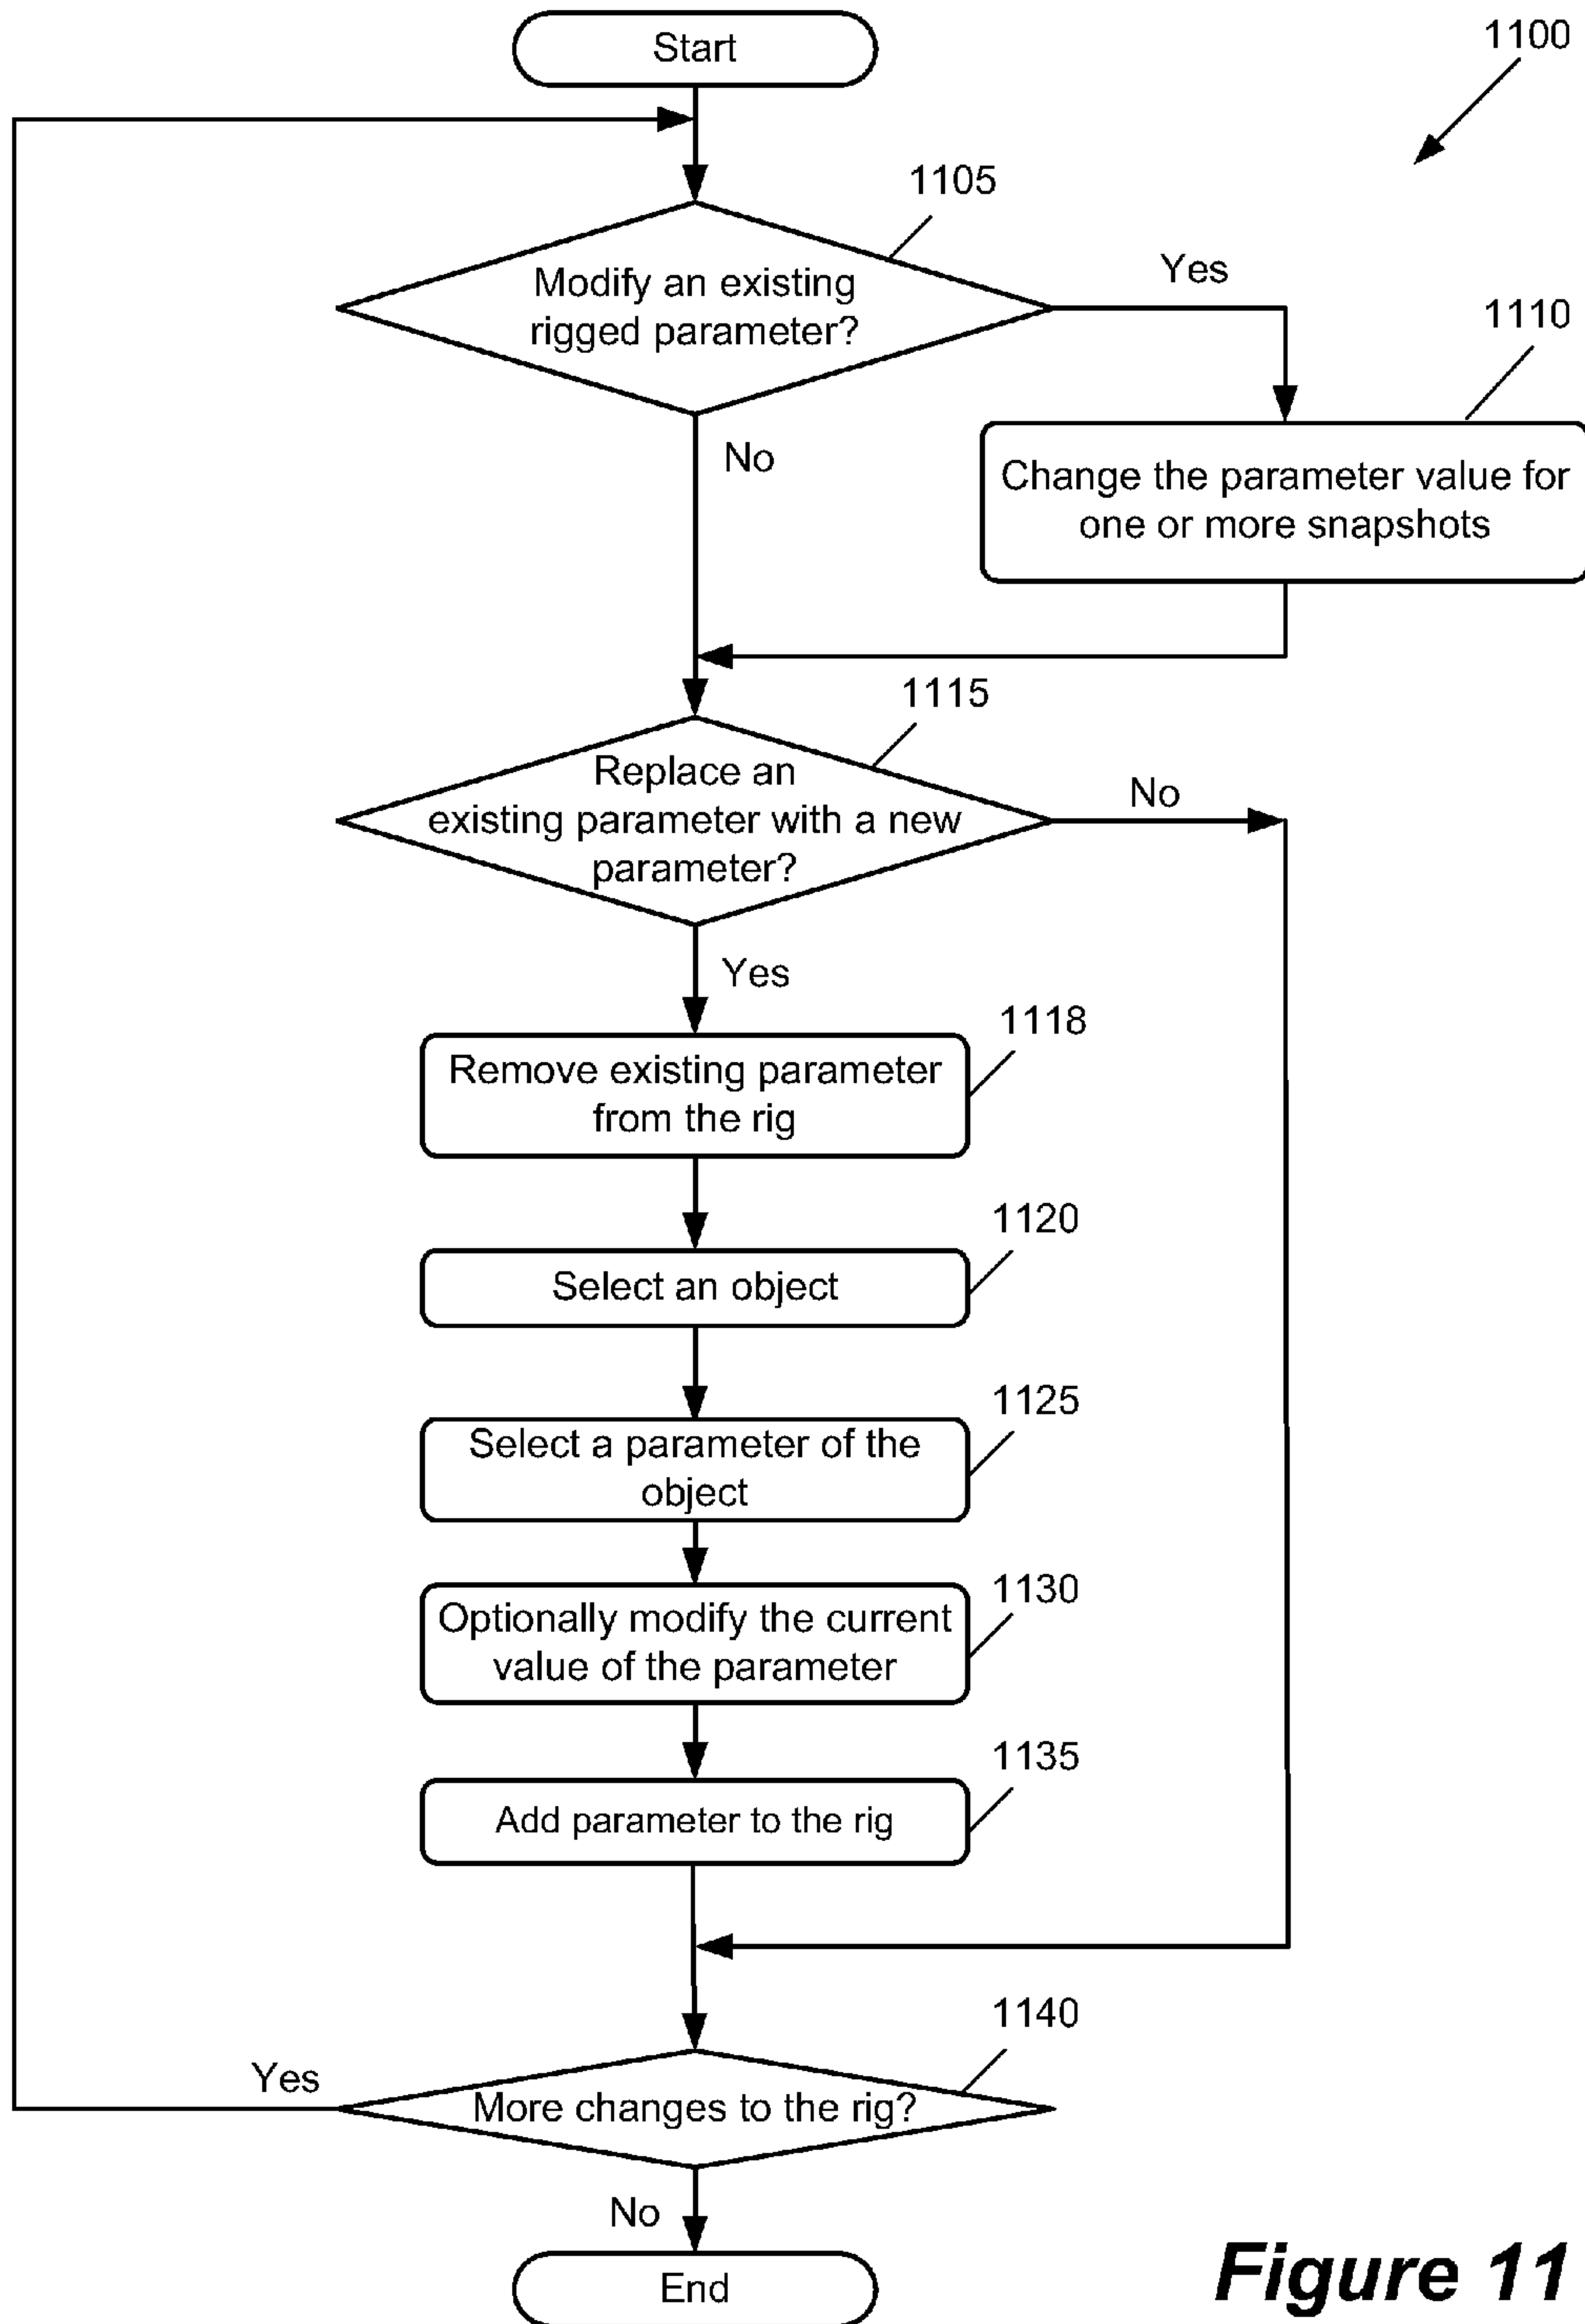 Start
1100
1105
Modify an existing
rigged parameter?
Yes
1110
No
Change the parameter value for
one or more snapshots
1115
Replace an
existing parameter with a new
parameter?
No
Yes
1118
Remove existing parameter
from the rig
1120
Select an object
1125
Select a parameter of the
object
1130
Optionally modify the current
value of the parameter
1135
Add parameter to the rig
1140
Yes
More changes to the rig?
No
End
Figure 11